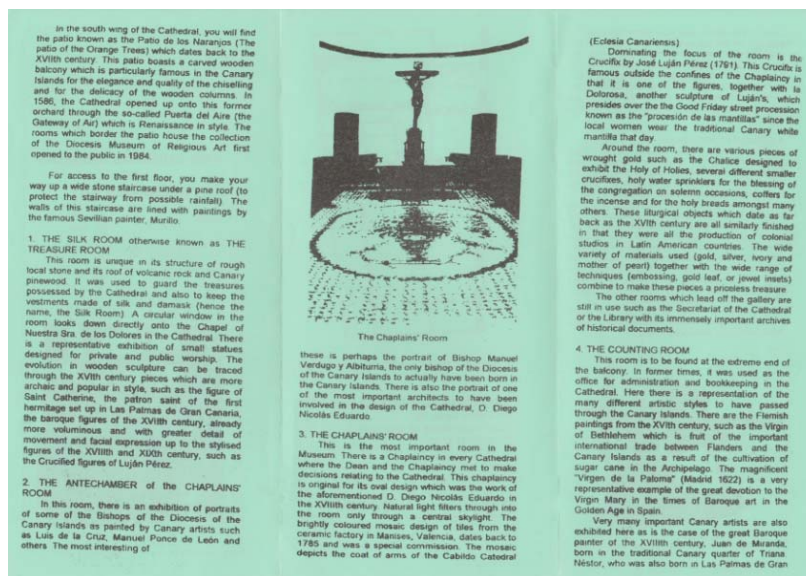 In the south wing of the Cathedral, you will find
the patio known as the Patio de los Naranjos (The
patio of the Orange Trees) which dates back to the
XVIIth century. This patio boasts a carved wooden
balcony which is particularly famous in the Canary
Islands for the elegance and quality of the chiselling
and for the delicacy of the wooden columns. In
1586, the Cathedral opened up onto this former
orchard through the so-called Puerta del Aire (the
Gateway of Air) which is Renaissance in style. The
rooms which border the patio house the collection
of the Diocesis Museum of Religious Art first
opened to the public in 1984.
For access to the first floor, you make your
way up a wide stone staircase under a pine roof (to
protect the stairway from possible rainfall). The
walls of this staircase are lined with paintings by
the famous Sevillian painter, Murillo.
1. THE SILK ROOM otherwise known as THE
TREASURE ROOM
This room is unique in its structure of rough
local stone and its roof of volcanic rock and Canary
pinewood. It was used to guard the treasures
possessed by the Cathedral and also to keep the
vestments made of silk and damask (hence the
name, the Silk Room). A circular window in the
room looks down directly onto the Chapel of
Nuestra Sra. de los Dolores in the Cathedral. There
is a representative exhibition of small statues
designed for private and public worship. The
evolution in wooden sculpture can be traced
through the XVIth century pieces which are more
archaic and popular in style, such as the figure of
Saint Catherine, the patron saint of the first
hermitage set up in Las Palmas de Gran Canaria,
the baroque figures of the XVIIth century, already
more voluminous and with greater detail of
movement and facial expression up to the stylised
figures of the XVIIIth and XIXth century, such as
the Crucified figures of Luján Pérez.
2. THE ANTECHAMBER of the CHAPLAINS'
ROOM
In this room, there is an exhibition of portraits
of some of the Bishops of the Diocesis of the
Canary Islands as painted by Canary artists such
as Luis de la Cruz, Manuel Ponce de León and
others. The most interesting of
The Chaplains' Room
these is perhaps the portrait of Bishop Manuel
Verdugo y Albiturria, the only bishop of the Diocesis
of the Canary Islands to actually have been born in
the Canary Islands. There is also the portrait of one
of the most important architects to have been
involved in the design of the Cathedral, D. Diego
Nicolás Eduardo.
3. THE CHAPLAINS' ROOM
This is the most important room in the
Museum. There is a Chaplaincy in every Cathedral
where the Dean and the Chaplaincy met to make
decisions relating to the Cathedral. This chaplaincy
is original for its oval design which was the work of
the aforementioned D. Diego Nicolás Eduardo in
the XVIIIth century. Natural light filters through into
the room only through a central skylight. The
brightly coloured mosaic design of tiles from the
ceramic factory in Manises, Valencia, dates back to
1785 and was a special commission. The mosaic
depicts the coat of arms of the Cabildo Catedral
(Eclesia Canariensis)
Dominating the focus of the room is the
Crucifix by José Luján Pérez (1791). This Crucifix is
famous outside the confines of the Chaplaincy in
that it is one of the figures, together with la
Dolorosa, another sculpture of Luján's, which
presides over the the Good Friday street procession
known as the "procesión de las mantillas" since the
local women wear the traditional Canary white
mantilla that day.
Around the room, there are various pieces of
wrought gold such as the Chalice designed to
exhibit the Holy of Holies, several different smaller
crucifixes, holy water sprinklers for the blessing of
the congregation on solemn occasions, coffers for
the incense and for the holy breads amongst many
others. These liturgical objects which date as far
back as the XVIth century are all similarly finished
in that they were all the production of colonial
studios in Latin American countries. The wide
variety of materials used (gold, silver, ivory and
mother of pearl) together with the wide range of
techniques (embossing, gold leaf, or jewel insets)
combine to make these pieces a priceless treasure.
The other rooms which lead off the gallery are
still in use such as the Secretariat of the Cathedral
or the Library with its immensely important archives
of historical documents.
4. THE COUNTING ROOM
This room is to be found at the extreme end of
the balcony. In former times, it was used as the
office for administration and bookkeeping in the
Cathedral. Here there is a representation of the
many different artistic styles to have passed
through the Canary Islands. There are the Flemish
paintings from the XVIth century, such as the Virgin
of Bethlehem which is fruit of the important
international trade between Flanders and the
Canary Islands as a result of the cultivation of
sugar cane in the Archipelago. The magnificent
"Virgen de la Paloma" (Madrid 1622) is a very
representative example of the great devotion to the
Virgin Mary in the times of Baroque art in the
Golden Age in Spain.
Very many important Canary artists are also
exhibited here as is the case of the great Baroque
painter of the XVIIIth century, Juan de Miranda,
born in the traditional Canary quarter of Triana
Néstor, who was also born in Las Palmas de Gran